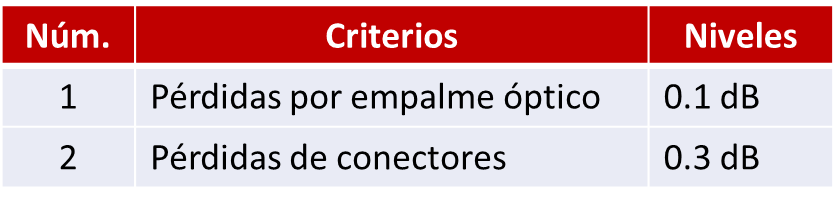 Núm. Criterios Niveles
1 Pérdidas por empalme óptico 0.1 dB
2 Pérdidas de conectores 0.3 dB